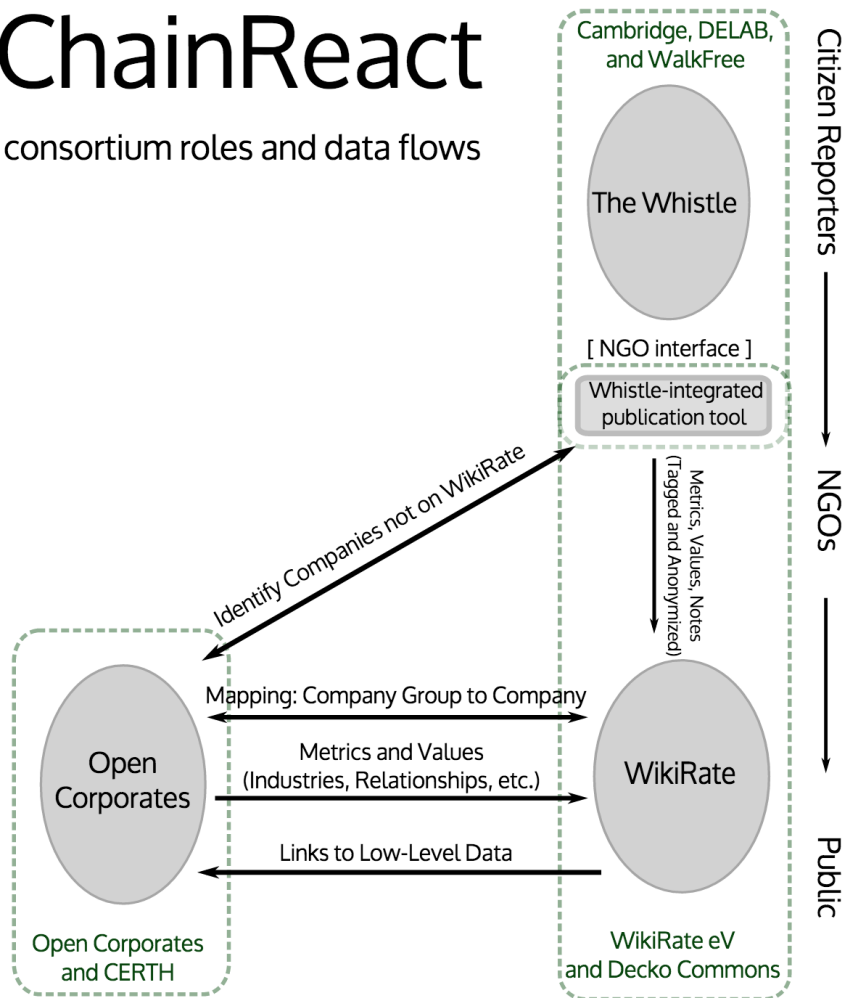 ChainReact
consortium roles and data flows
Cambridge, DELAB,
and WalkFree
The Whistle
[ NGO interface ]
Whistle-integrated
publication tool
Citizen Reporters
NGOs
Public
Identify Companies not on WikiRate
Metrics, Values, Notes
(Tagged and Anonymized)
Mapping: Company Group to Company
Metrics and Values
(Industries, Relationships, etc.)
Links to Low-Level Data
Open
Corporates
WikiRate
Open Corporates
and CERTH
WikiRate eV
and Decko Commons